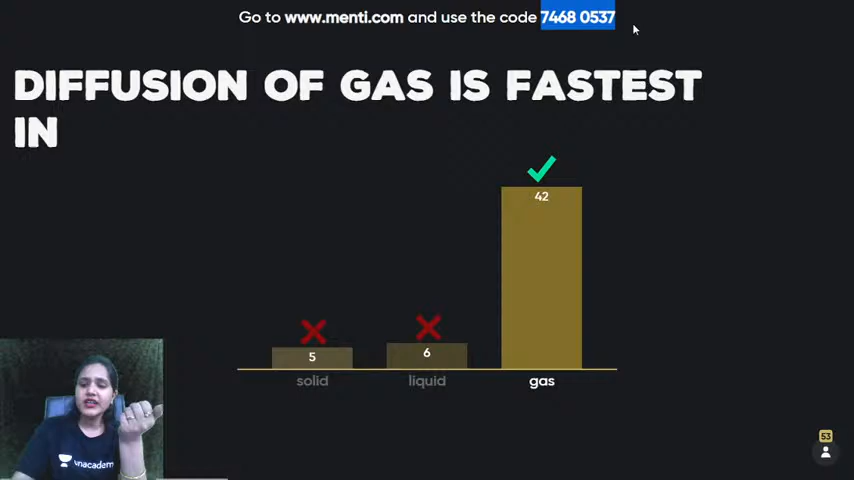 Go to www.menti.com and use the code 7468 0537
DIFFUSION OF GAS IS FASTEST
IN
42
5
6
solid
liquid
gas
unacademy
53